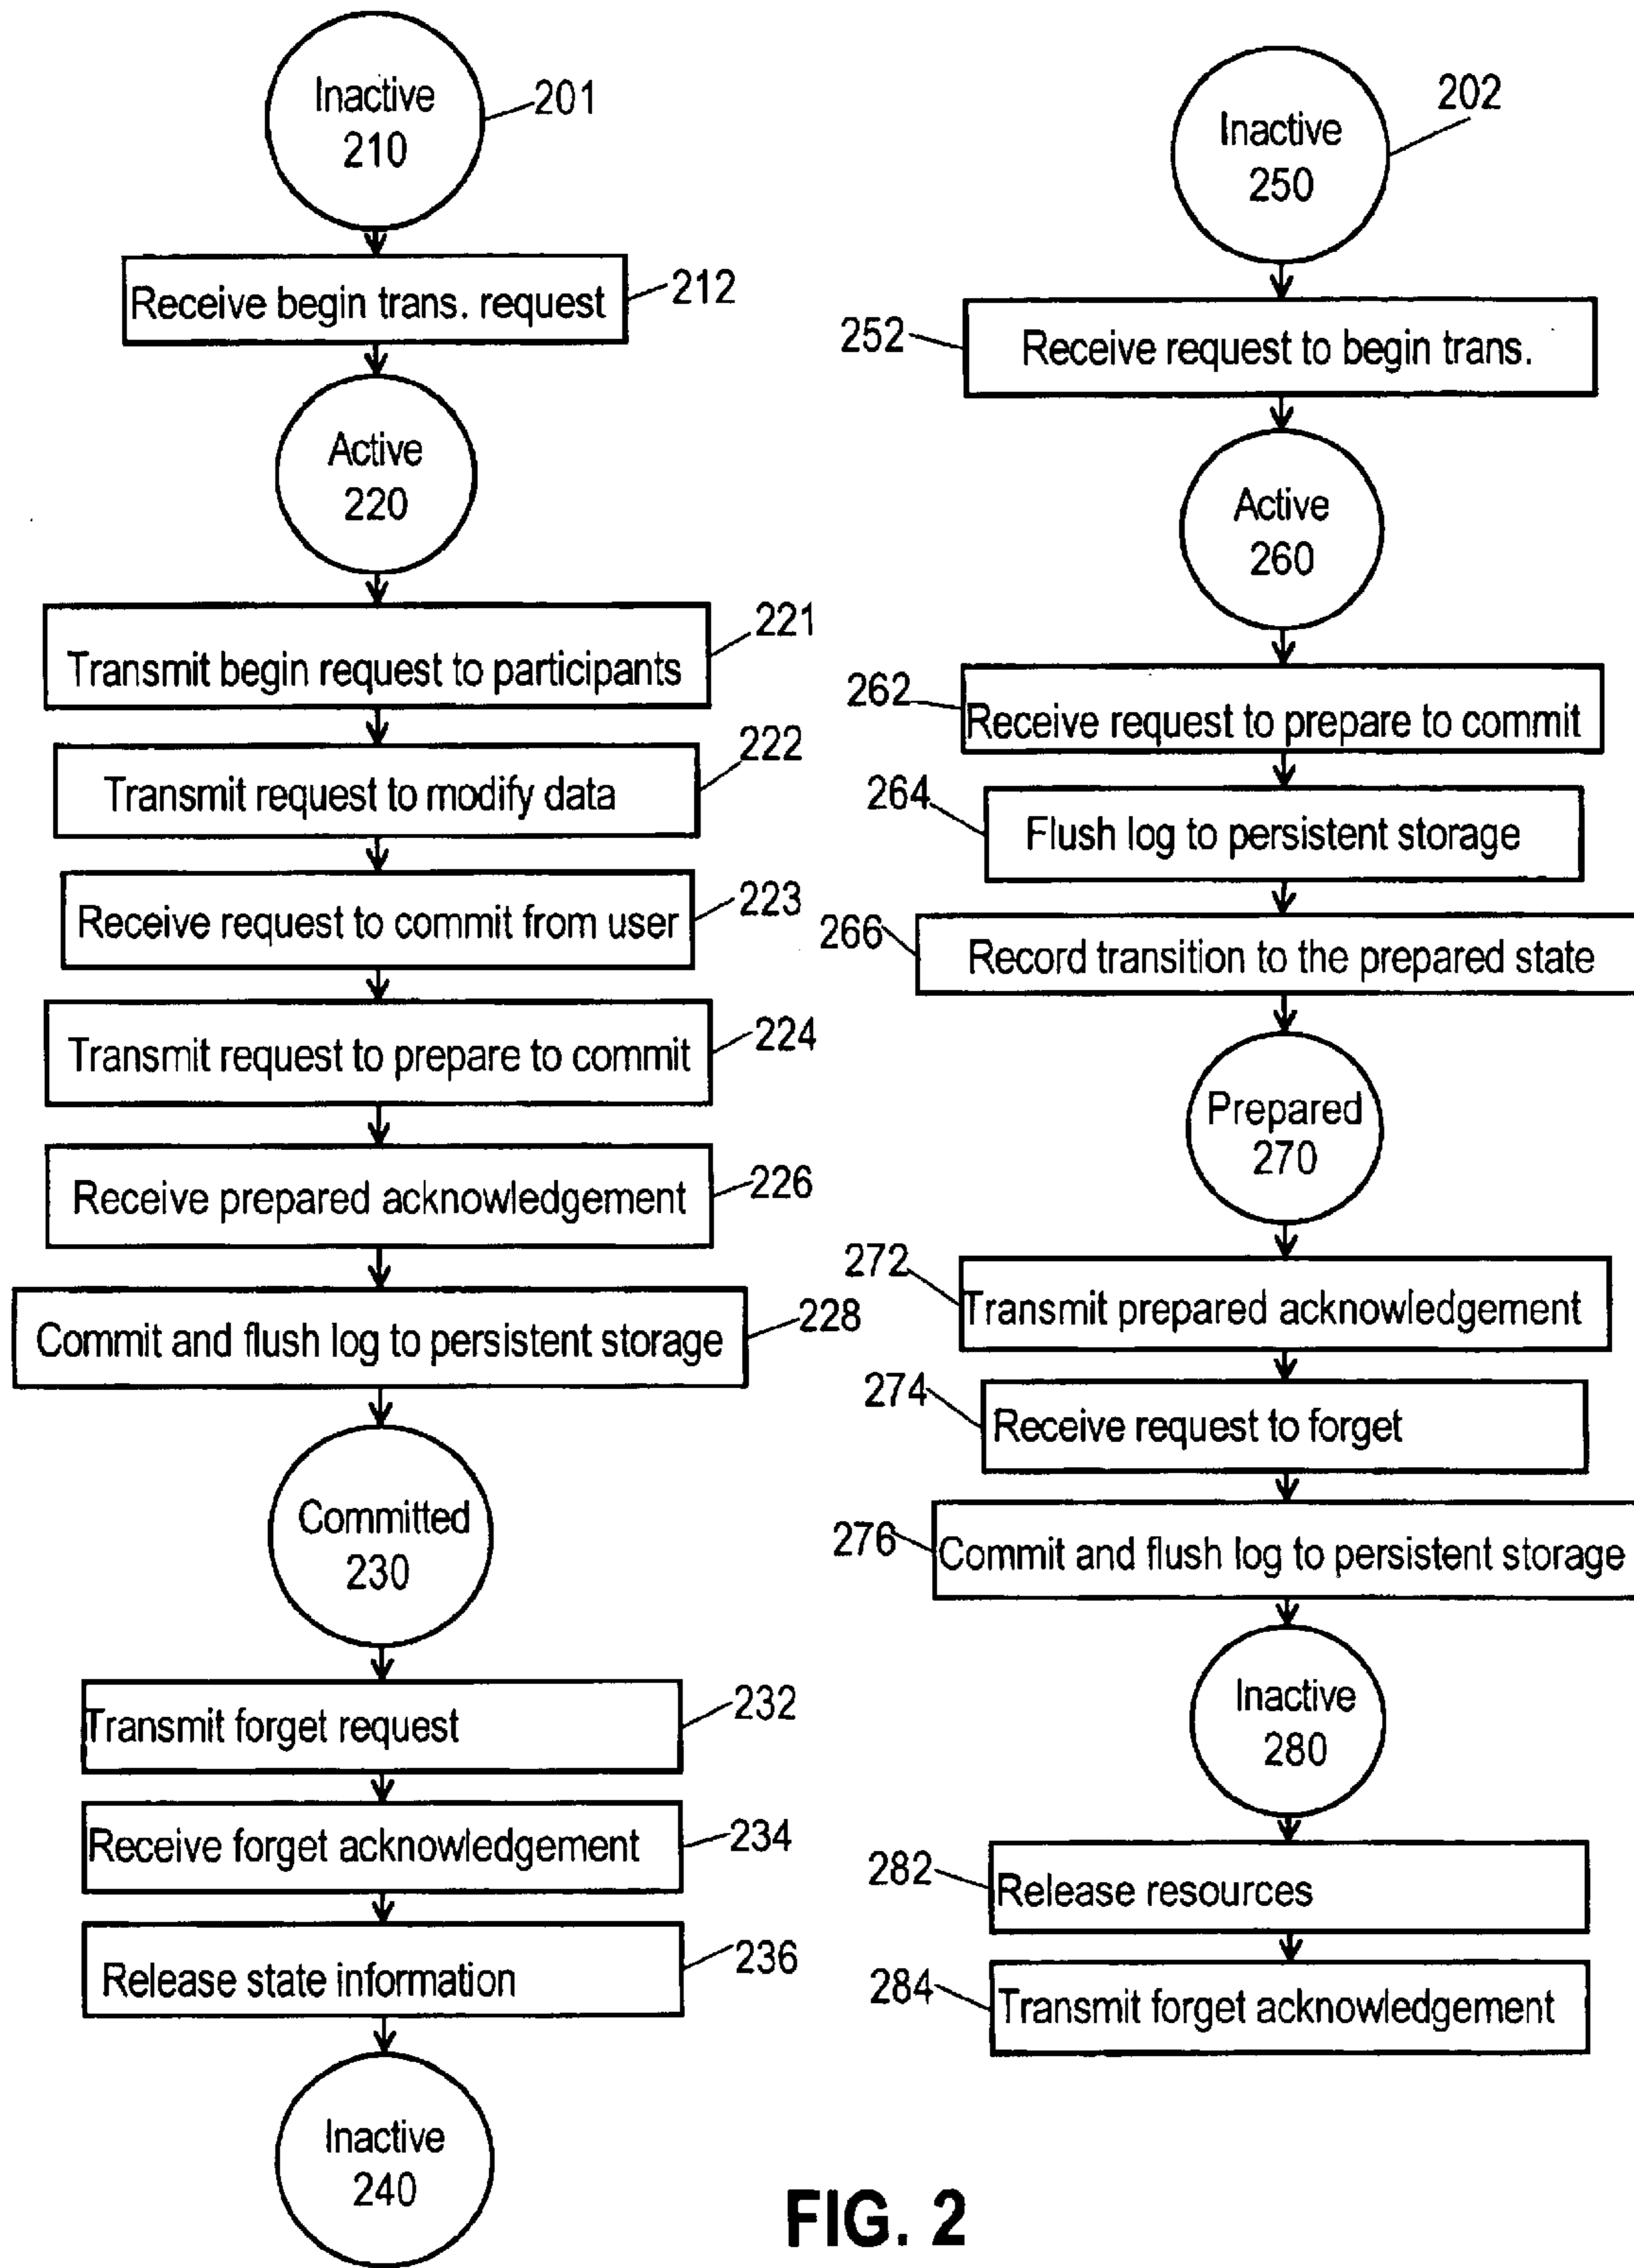 Inactive
210
201
Receive begin trans. request
212
Active
220
Transmit begin request to participants
221
Transmit request to modify data
222
Receive request to commit from user
223
Transmit request to prepare to commit
224
Receive prepared acknowledgement
226
Commit and flush log to persistent storage
228
Committed
230
Transmit forget request
232
Receive forget acknowledgement
234
Release state information
236
Inactive
240
Inactive
250
202
252
Receive request to begin trans.
Active
260
262
Receive request to prepare to commit
264
Flush log to persistent storage
266
Record transition to the prepared state
Prepared
270
272
Transmit prepared acknowledgement
274
Receive request to forget
276
Commit and flush log to persistent storage
Inactive
280
282
Release resources
284
Transmit forget acknowledgement
FIG. 2